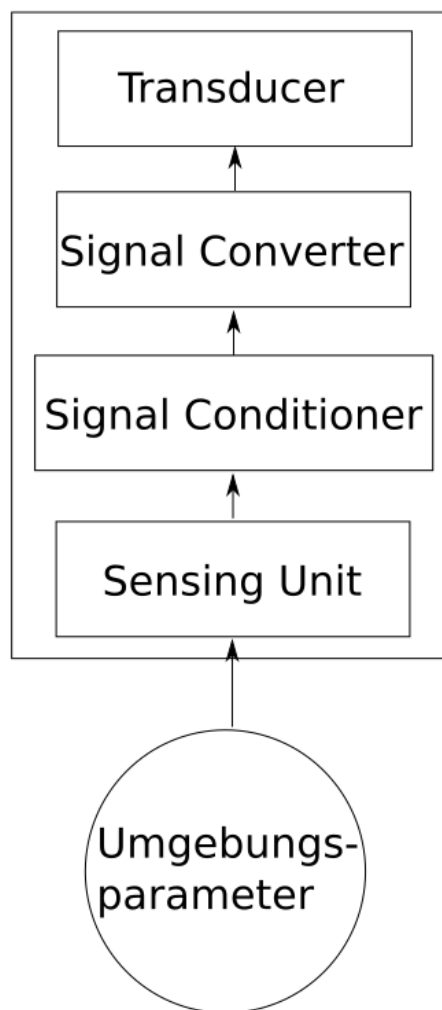 Transducer
Signal Converter
Signal Conditioner
Sensing Unit
Umgebungs-
parameter